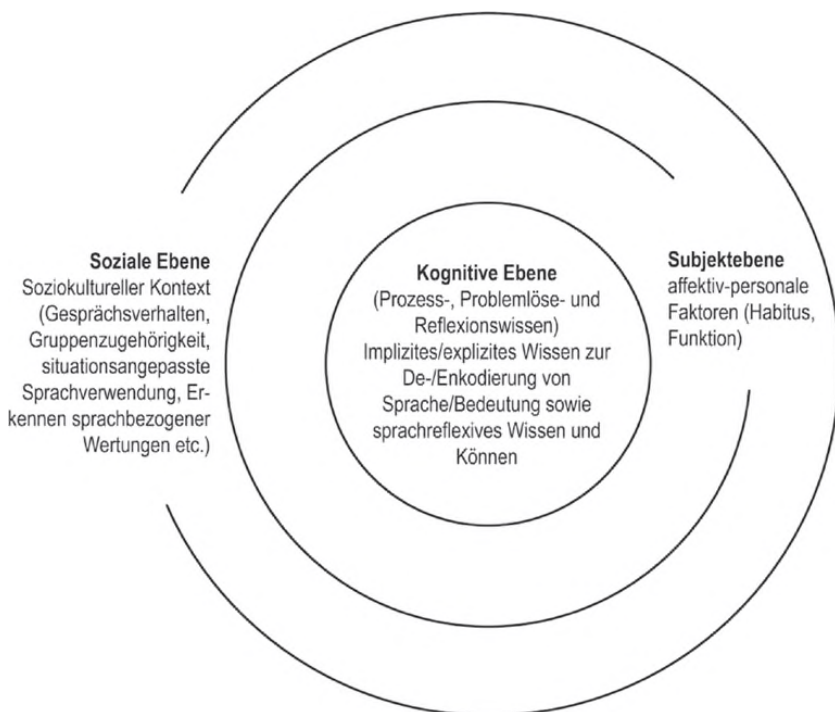 Soziale Ebene
Soziokultureller Kontext
(Gesprächsverhalten,
Gruppenzugehörigkeit,
situationsangepasste
Sprachverwendung, Er-
kennen sprachbezogener
Wertungen etc.)
Kognitive Ebene
(Prozess-, Problemlöse- und
Reflexionswissen)
Implizites/explizites Wissen zur
De-/Enkodierung von
Sprache/Bedeutung sowie
sprachreflexives Wissen und
Können
Subjektebene
affektiv-personale
Faktoren (Habitus,
Funktion)